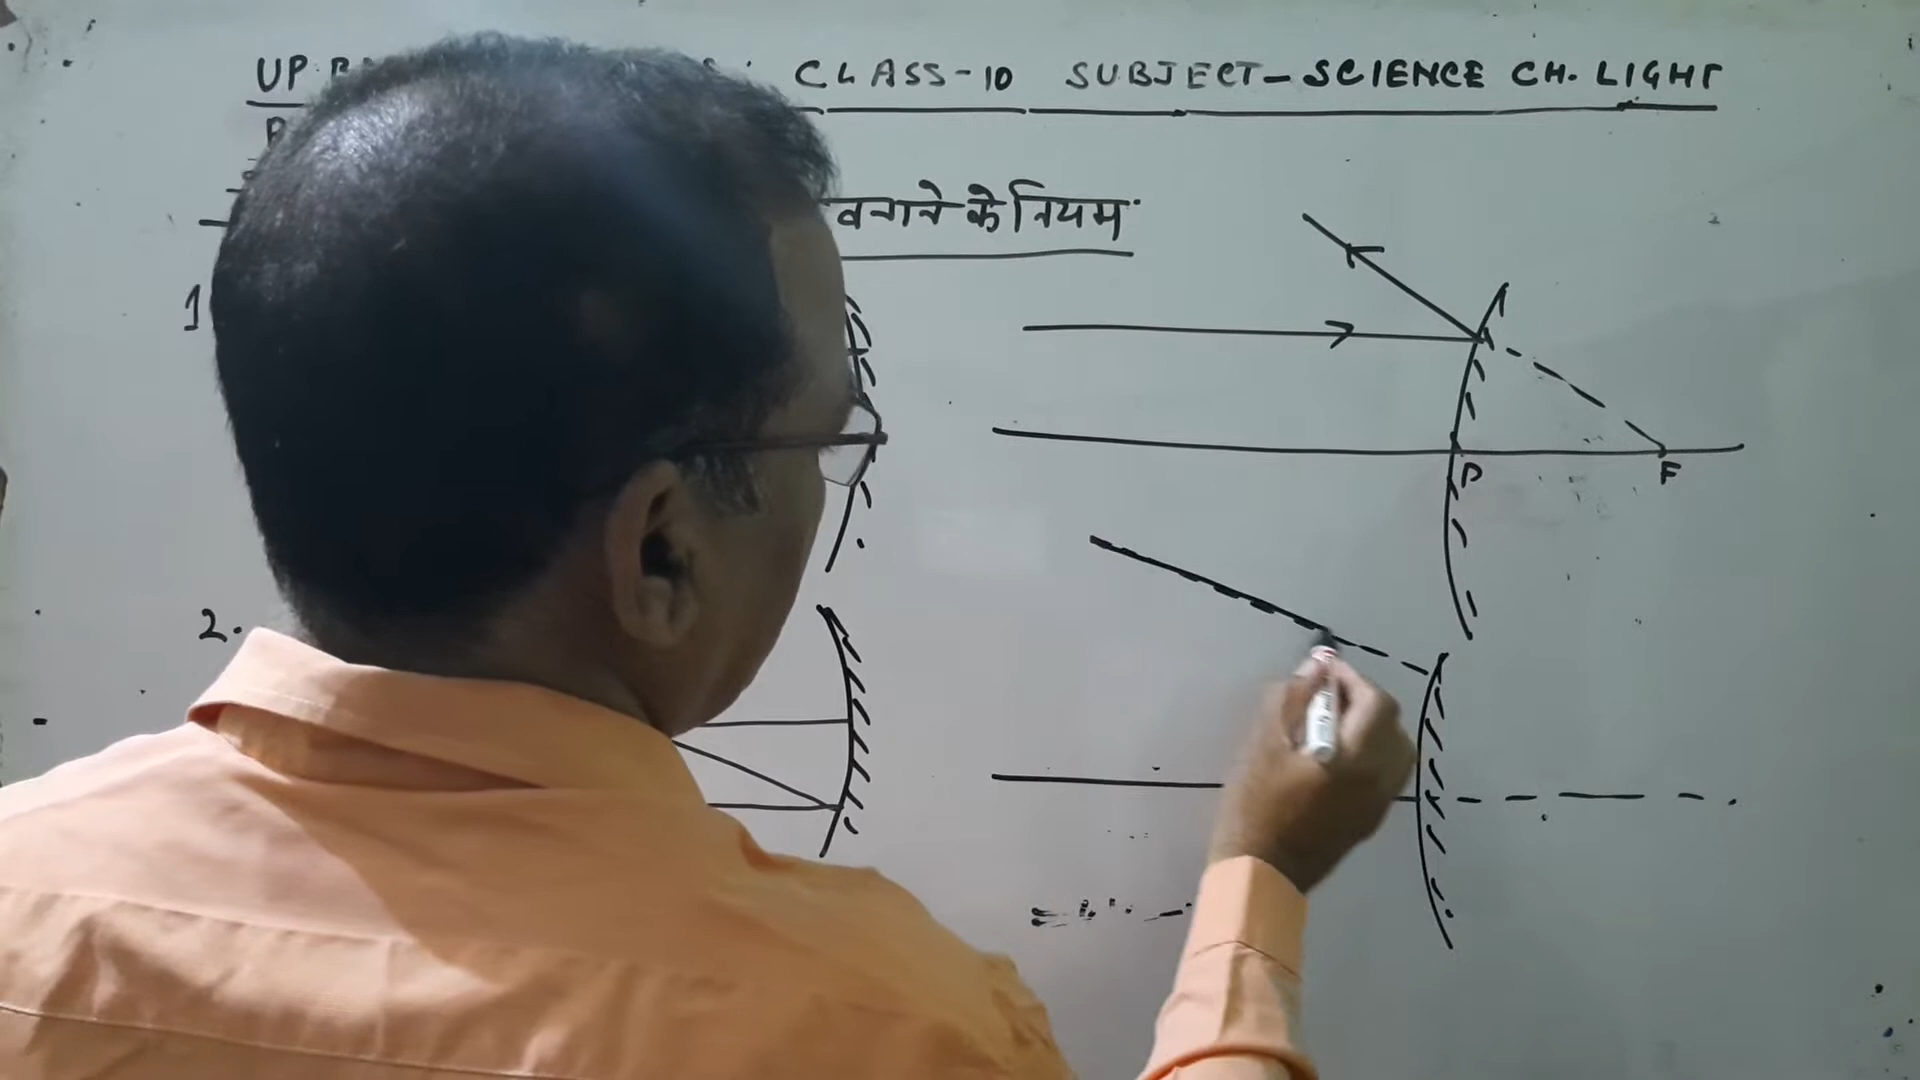 UP CLASS-10 SUBJECT-SCIENCE CH. LIGHT
बनाने के नियम
1
P F
2.